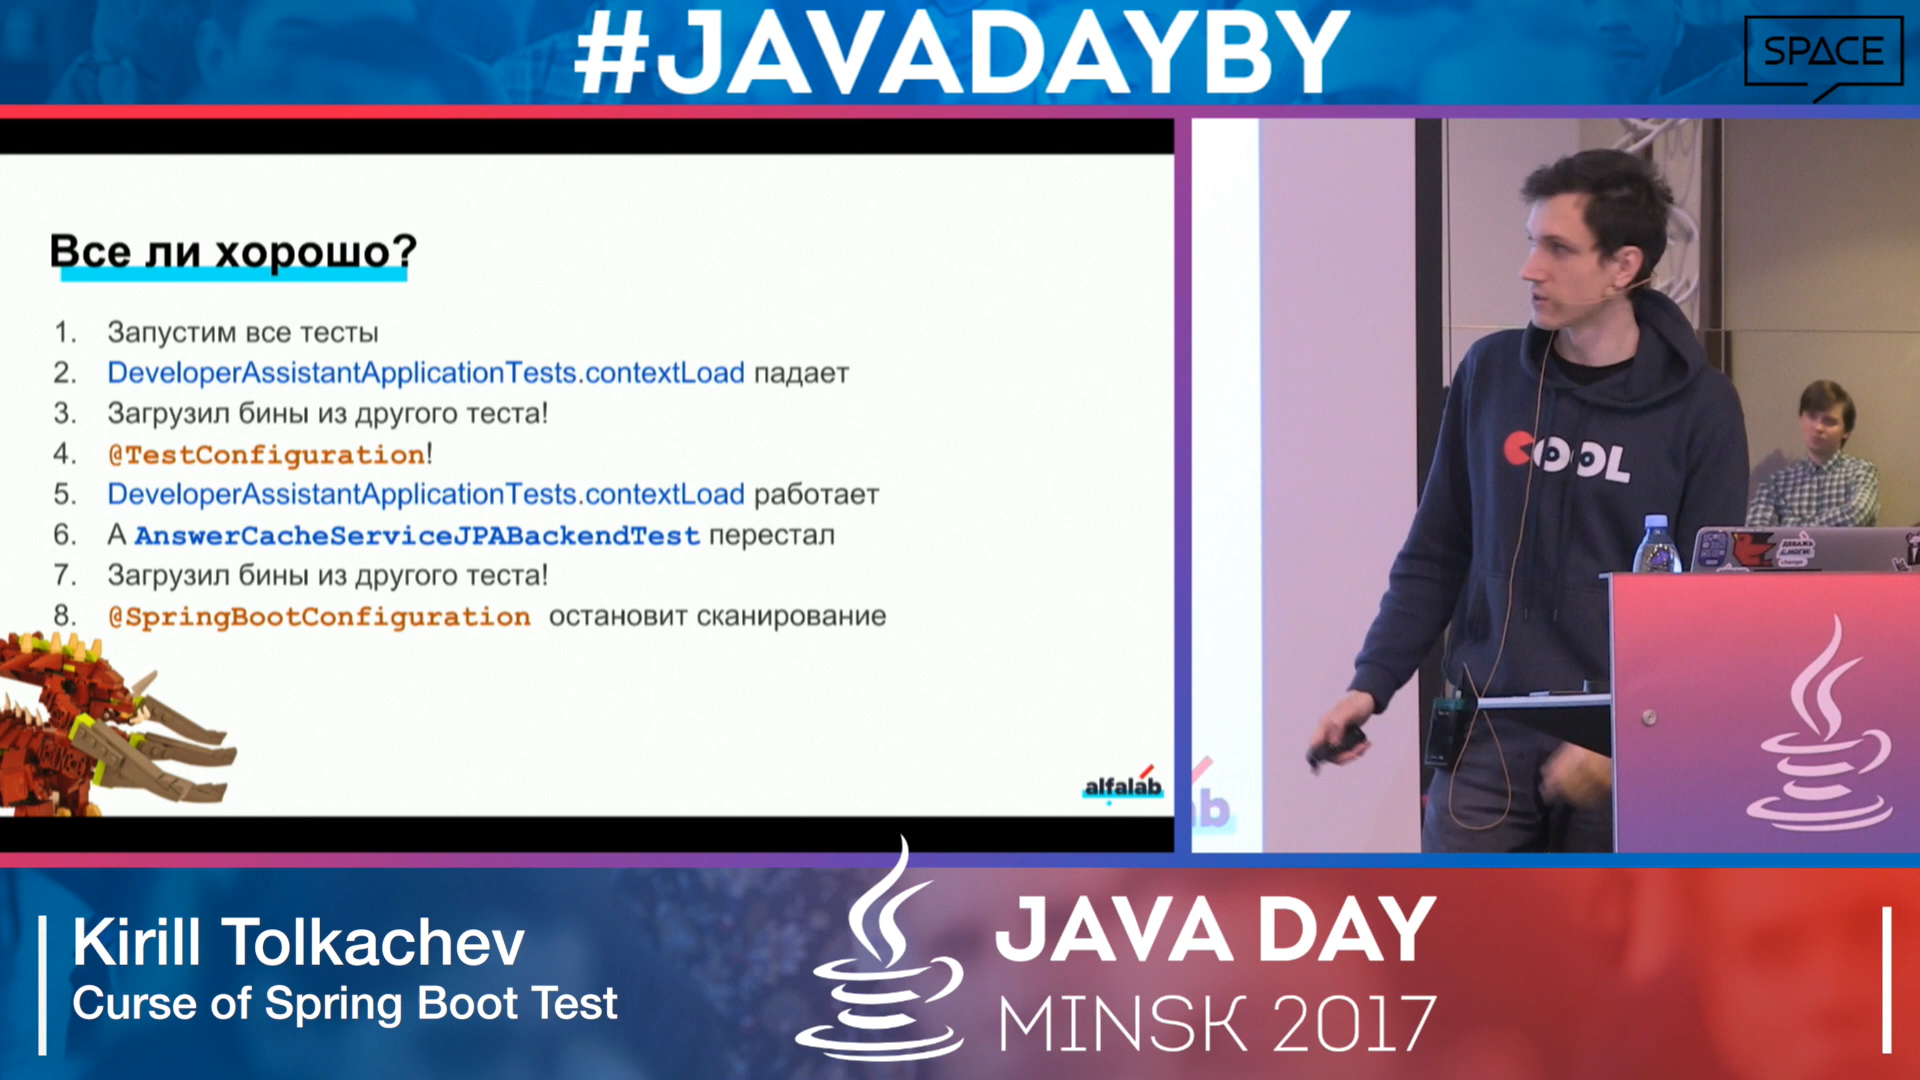 #JAVADAYBY
SPACE
Все ли хорошо?
1. Запустим все тесты
2. DeveloperAssistantApplicationTests.contextLoad падает
3. Загрузил бины из другого теста!
4. @TestConfiguration!
5. DeveloperAssistantApplicationTests.contextLoad работает
6. А AnswerCacheServiceJPABackendTest перестал
7. Загрузил бины из другого теста!
8. @SpringBootConfiguration остановит сканирование
alfalab
ab
COOL
Kirill Tolkachev
Curse of Spring Boot Test
JAVA DAY
MINSK 2017